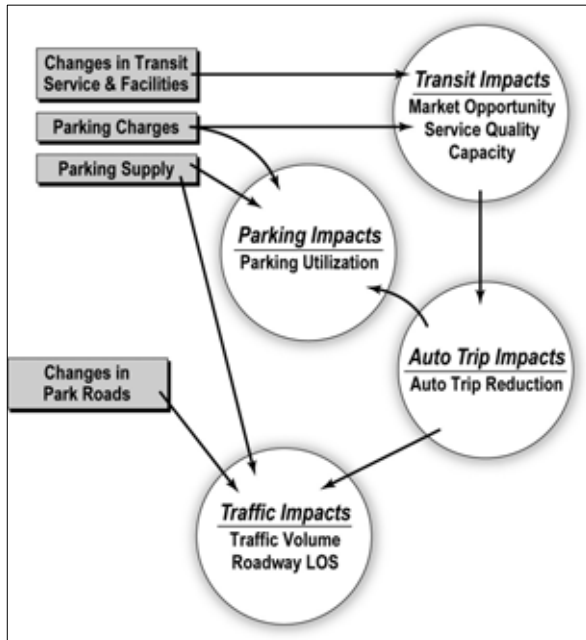 Changes in Transit
Service & Facilities
Parking Charges
Parking Supply
Transit Impacts
Market Opportunity
Service Quality
Capacity
Parking Impacts
Parking Utilization
Changes in
Park Roads
Auto Trip Impacts
Auto Trip Reduction
Traffic Impacts
Traffic Volume
Roadway LOS